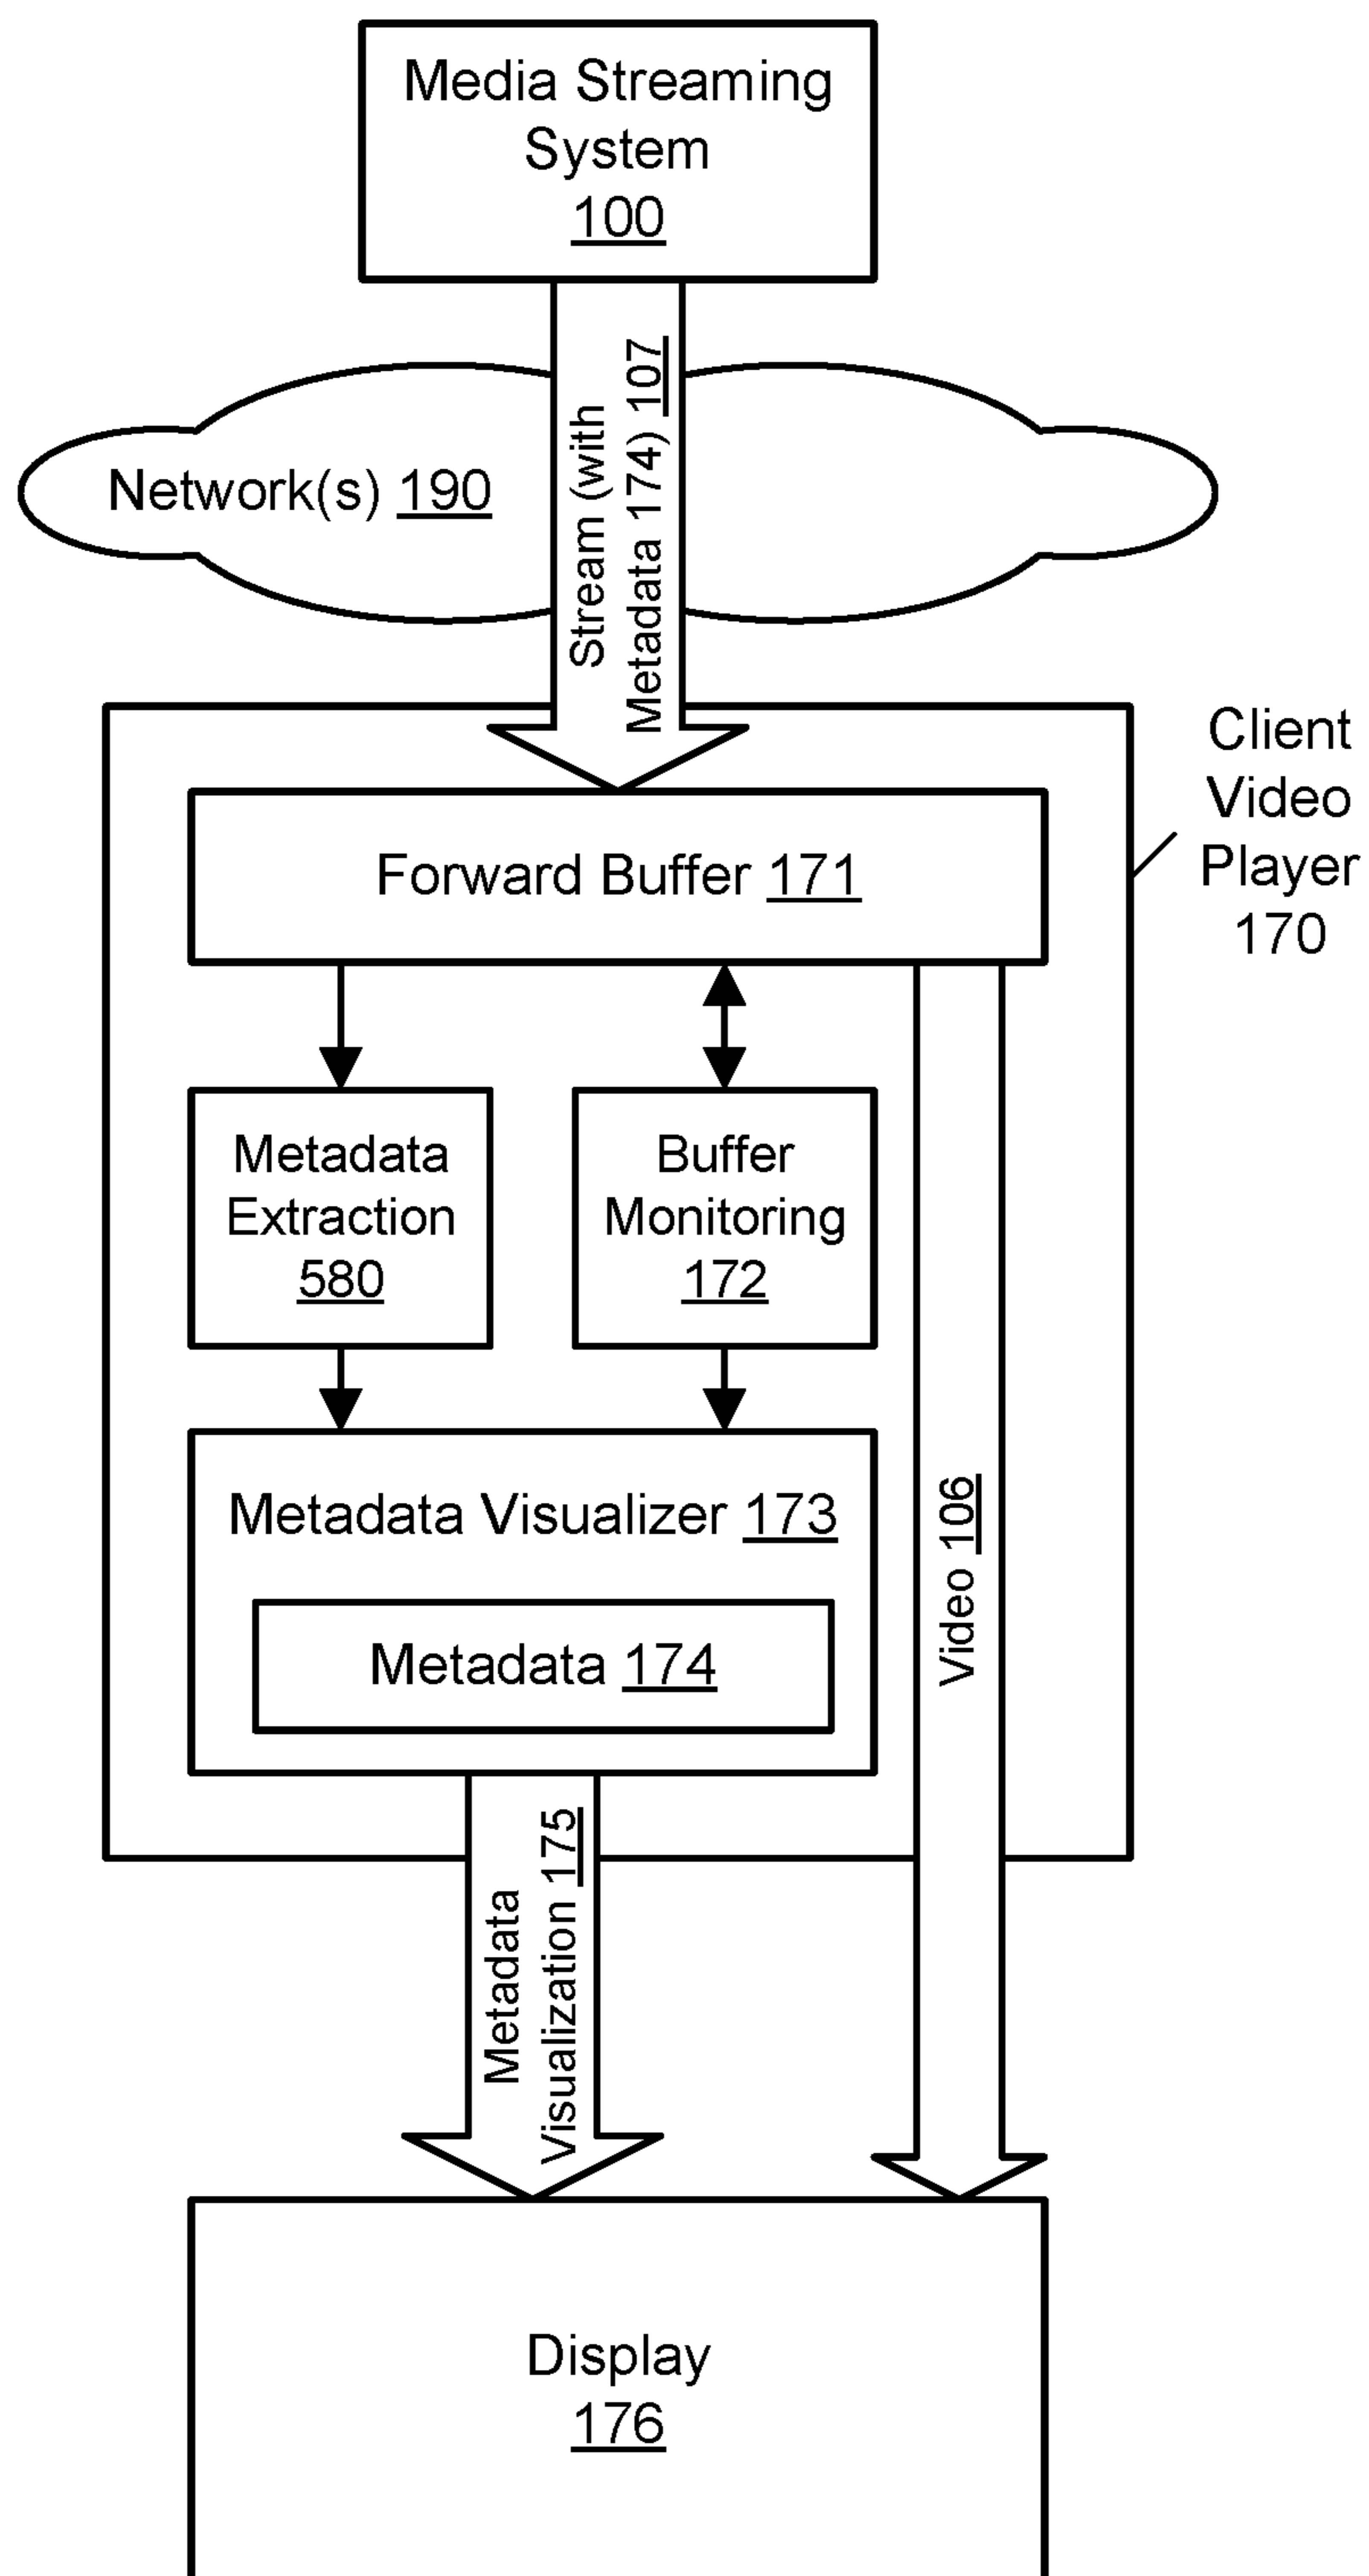 Media Streaming
System
100
Stream (with
Metadata 174) 107
Network(s) 190
Client
Video
Player
170
Forward Buffer 171
Metadata
Extraction
580
Buffer
Monitoring
172
Metadata Visualizer 173
Metadata 174
Video 106
Metadata
Visualization 175
Display
176